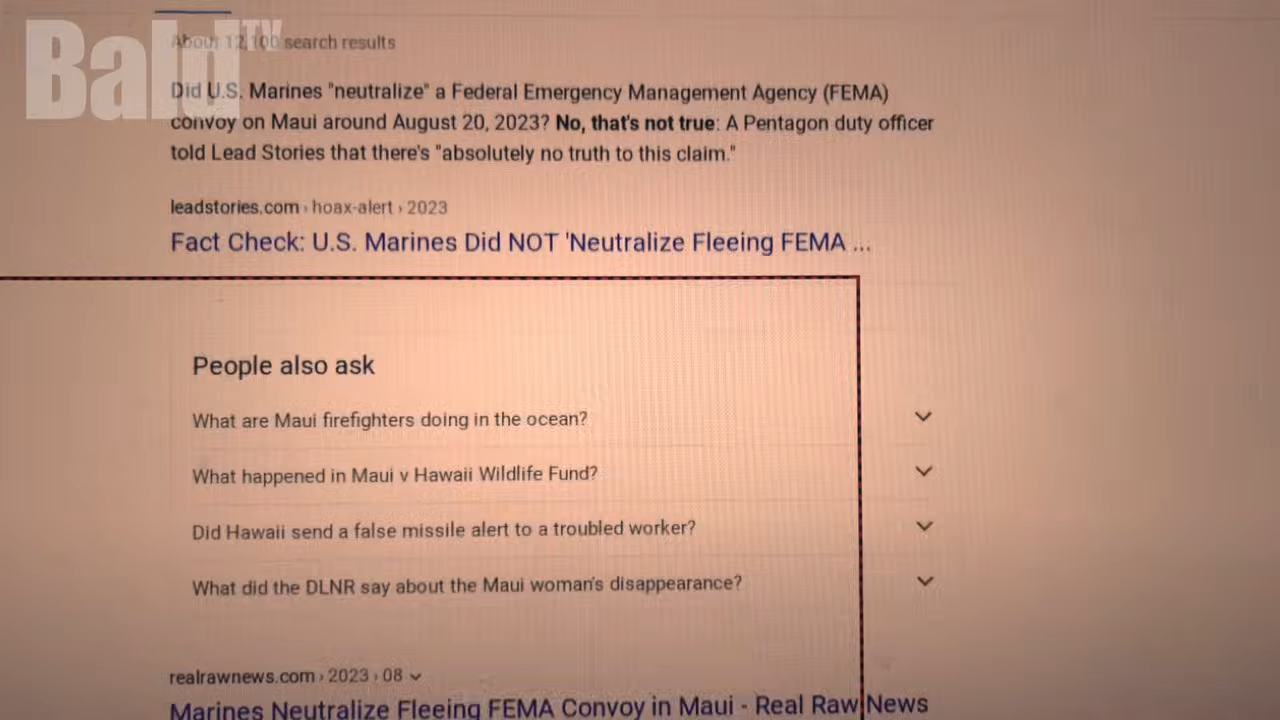 BaldTV
About 12,100 search results
Did U.S. Marines "neutralize" a Federal Emergency Management Agency (FEMA)
convoy on Maui around August 20, 2023? No, that's not true: A Pentagon duty officer
told Lead Stories that there's "absolutely no truth to this claim."
leadstories.com › hoax-alert › 2023
Fact Check: U.S. Marines Did NOT 'Neutralize Fleeing FEMA ...
People also ask
What are Maui firefighters doing in the ocean?
What happened in Maui v Hawaii Wildlife Fund?
Did Hawaii send a false missile alert to a troubled worker?
What did the DLNR say about the Maui woman's disappearance?
realrawnews.com › 2023 › 08
Marines Neutralize Fleeing FEMA Convoy in Maui - Real Raw News